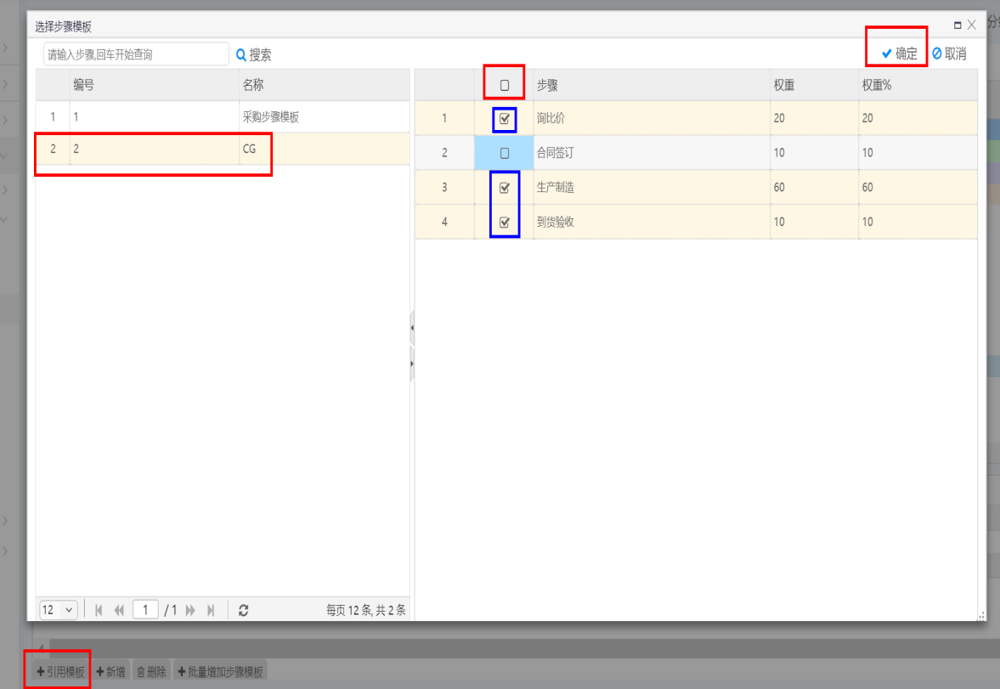 选择步骤模板
请输入步骤,回车开始查询 搜索 确定 取消
编号 名称 步骤 权重 权重%
1 1 采购步骤模板
2 2 CG
1 询比价 20 20
2 合同签订 10 10
3 生产制造 60 60
4 到货验收 10 10
12 1 / 1 每页 12 条, 共 2 条
引用模板 新增 删除 批量增加步骤模板